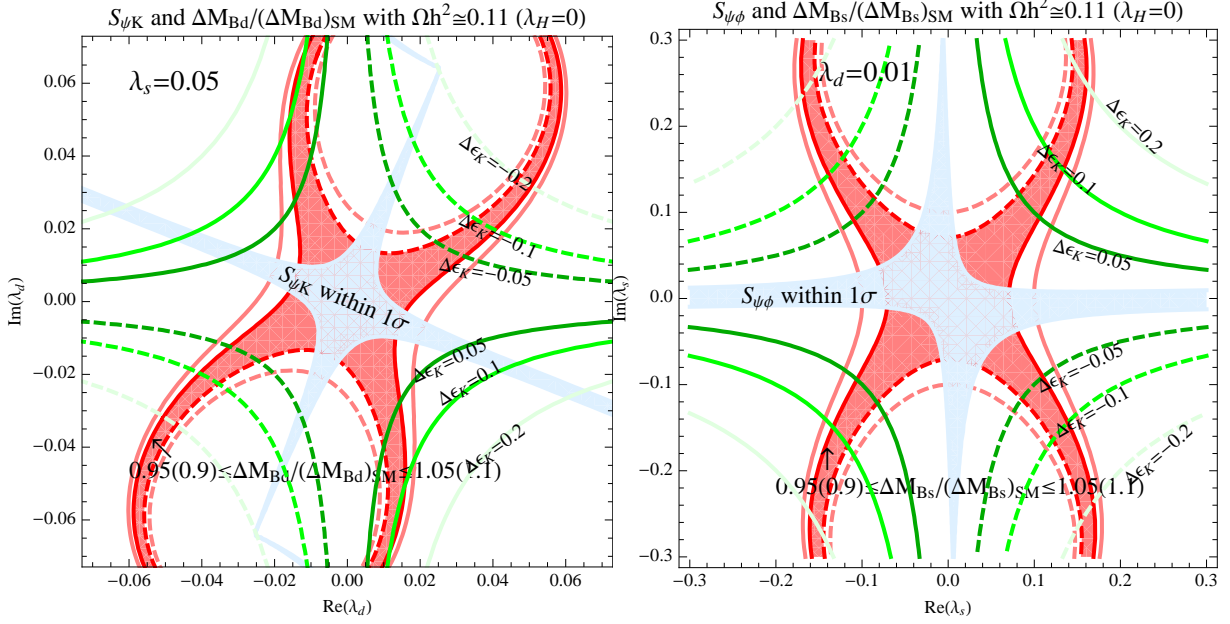 S_ψK and ΔM_Bd/(ΔM_Bd)_SM with Ωh²≅0.11 (λ_H=0)
λ_s=0.05
Δϵ_K=−0.2
Δϵ_K=−0.1
Δϵ_K=−0.05
S_ψK within 1σ
Δϵ_K=0.05
Δϵ_K=0.1
Δϵ_K=0.2
0.95(0.9)≤ΔM_Bd/(ΔM_Bd)_SM≤1.05(1.1)
Im(λ_d)
0.06
0.04
0.02
0.00
−0.02
−0.04
−0.06
−0.06 −0.04 −0.02 0.00 0.02 0.04 0.06
Re(λ_d)
S_ψϕ and ΔM_Bs/(ΔM_Bs)_SM with Ωh²≅0.11 (λ_H=0)
λ_d=0.01
Δϵ_K=0.2
Δϵ_K=0.1
Δϵ_K=0.05
S_ψϕ within 1σ
Δϵ_K=−0.05
Δϵ_K=−0.1
Δϵ_K=−0.2
0.95(0.9)≤ΔM_Bs/(ΔM_Bs)_SM≤1.05(1.1)
Im(λ_s)
0.3
0.2
0.1
0.0
−0.1
−0.2
−0.3
−0.3 −0.2 −0.1 0.0 0.1 0.2 0.3
Re(λ_s)